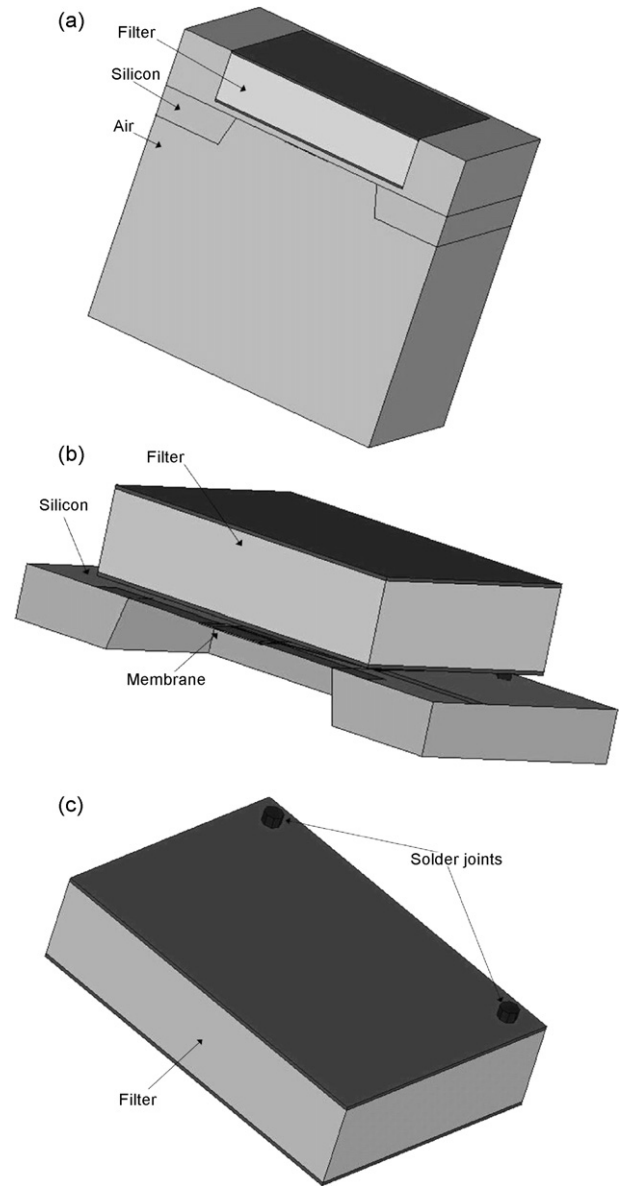 (a)
Filter
Silicon
Air
(b)
Filter
Silicon
Membrane
(c)
Solder joints
Filter